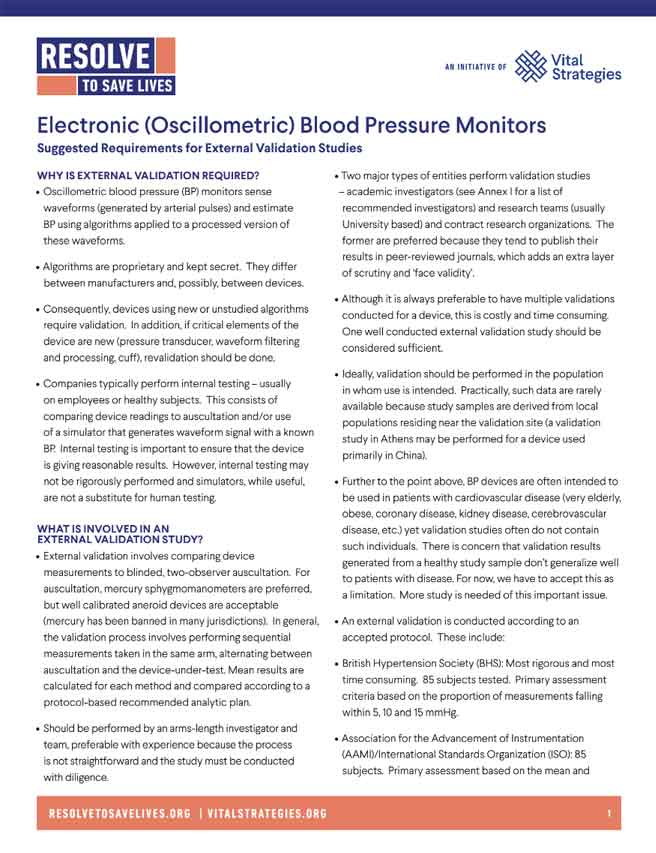 RESOLVE
TO SAVE LIVES
AN INITIATIVE OF
Vital
Strategies
Electronic (Oscillometric) Blood Pressure Monitors
Suggested Requirements for External Validation Studies
WHY IS EXTERNAL VALIDATION REQUIRED?
• Oscillometric blood pressure (BP) monitors sense
waveforms (generated by arterial pulses) and estimate
BP using algorithms applied to a processed version of
these waveforms.
• Algorithms are proprietary and kept secret. They differ
between manufacturers and, possibly, between devices.
• Consequently, devices using new or unstudied algorithms
require validation. In addition, if critical elements of the
device are new (pressure transducer, waveform filtering
and processing, cuff), revalidation should be done.
• Companies typically perform internal testing – usually
on employees or healthy subjects. This consists of
comparing device readings to auscultation and/or use
of a simulator that generates waveform signal with a known
BP. Internal testing is important to ensure that the device
is giving reasonable results. However, internal testing may
not be rigorously performed and simulators, while useful,
are not a substitute for human testing.
WHAT IS INVOLVED IN AN
EXTERNAL VALIDATION STUDY?
• External validation involves comparing device
measurements to blinded, two-observer auscultation. For
auscultation, mercury sphygmomanometers are preferred,
but well calibrated aneroid devices are acceptable
(mercury has been banned in many jurisdictions). In general,
the validation process involves performing sequential
measurements taken in the same arm, alternating between
auscultation and the device-under-test. Mean results are
calculated for each method and compared according to a
protocol-based recommended analytic plan.
• Should be performed by an arms-length investigator and
team, preferable with experience because the process
is not straightforward and the study must be conducted
with diligence.
• Two major types of entities perform validation studies
– academic investigators (see Annex I for a list of
recommended investigators) and research teams (usually
University based) and contract research organizations. The
former are preferred because they tend to publish their
results in peer-reviewed journals, which adds an extra layer
of scrutiny and ‘face validity’.
• Although it is always preferable to have multiple validations
conducted for a device, this is costly and time consuming.
One well conducted external validation study should be
considered sufficient.
• Ideally, validation should be performed in the population
in whom use is intended. Practically, such data are rarely
available because study samples are derived from local
populations residing near the validation site (a validation
study in Athens may be performed for a device used
primarily in China).
• Further to the point above, BP devices are often intended to
be used in patients with cardiovascular disease (very elderly,
obese, coronary disease, kidney disease, cerebrovascular
disease, etc.) yet validation studies often do not contain
such individuals. There is concern that validation results
generated from a healthy study sample don’t generalize well
to patients with disease. For now, we have to accept this as
a limitation. More study is needed of this important issue.
• An external validation is conducted according to an
accepted protocol. These include:
• British Hypertension Society (BHS): Most rigorous and most
time consuming. 85 subjects tested. Primary assessment
criteria based on the proportion of measurements falling
within 5, 10 and 15 mmHg.
• Association for the Advancement of Instrumentation
(AAMI)/International Standards Organization (ISO): 85
subjects. Primary assessment based on the mean and
RESOLVETOSAVELIVES.ORG | VITALSTRATEGIES.ORG
1